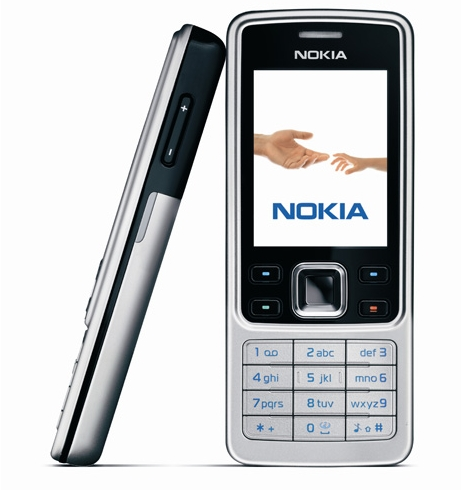 NOKIA
NOKIA
+
-
1 2 abc def 3
4 ghi 5 jkl mno 6
7 pqrs 8 tuv wxyz 9
* + 0 #